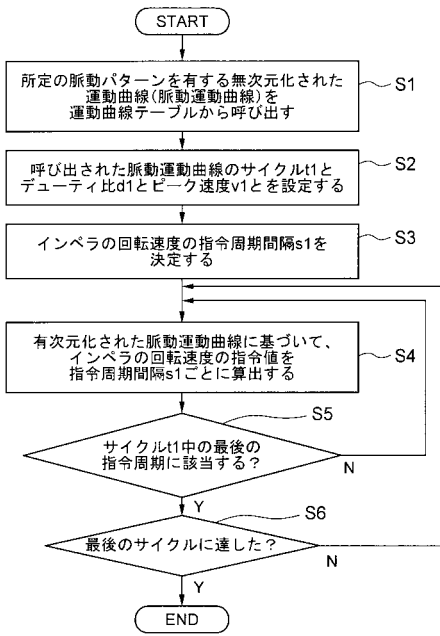 START
所定の脈動パターンを有する無次元化された
運動曲線(脈動運動曲線)を
運動曲線テーブルから呼び出す
S1
呼び出された脈動運動曲線のサイクルt1と
デューティ比d1とピーク速度v1とを設定する
S2
インペラの回転速度の指令周期間隔s1を
決定する
S3
有次元化された脈動運動曲線に基づいて、
インペラの回転速度の指令値を
指令周期間隔s1ごとに算出する
S4
サイクルt1中の最後の
指令周期に該当する?
S5
N
Y
最後のサイクルに達した?
S6
N
Y
END